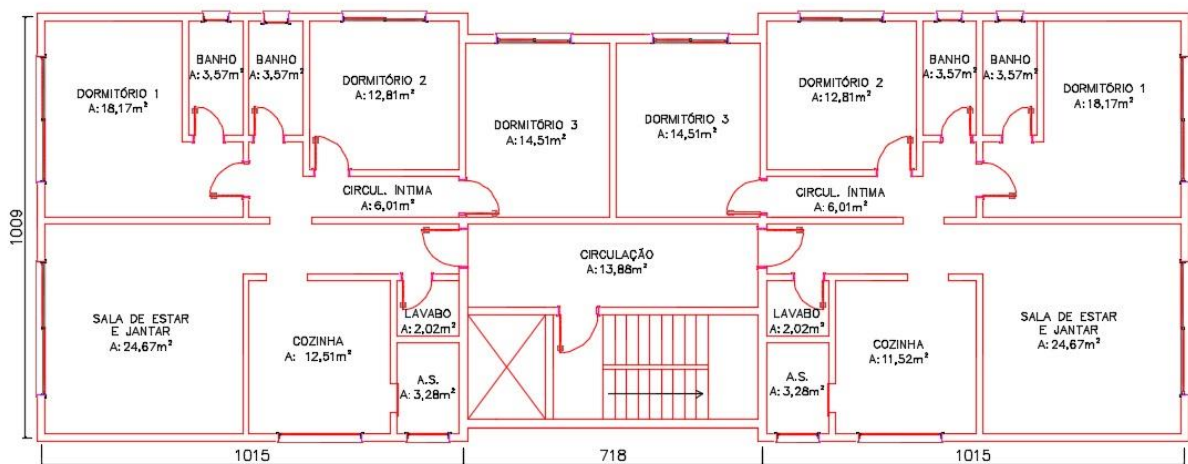 BANHO
A: 3,57m²
BANHO
A: 3,57m²
DORMITÓRIO 1
A: 18,17m²
DORMITÓRIO 2
A: 12,81m²
DORMITÓRIO 3
A: 14,51m²
DORMITÓRIO 3
A: 14,51m²
DORMITÓRIO 2
A: 12,81m²
BANHO
A: 3,57m²
BANHO
A: 3,57m²
DORMITÓRIO 1
A: 18,17m²
CIRCUL. ÍNTIMA
A: 6,01m²
CIRCUL. ÍNTIMA
A: 6,01m²
1009
CIRCULAÇÃO
A: 13,88m²
SALA DE ESTAR
E JANTAR
A: 24,67m²
COZINHA
A: 12,51m²
LAVABO
A: 2,02m²
A.S.
A: 3,28m²
LAVABO
A: 2,02m²
A.S.
A: 3,28m²
COZINHA
A: 11,52m²
SALA DE ESTAR
E JANTAR
A: 24,67m²
1015
718
1015